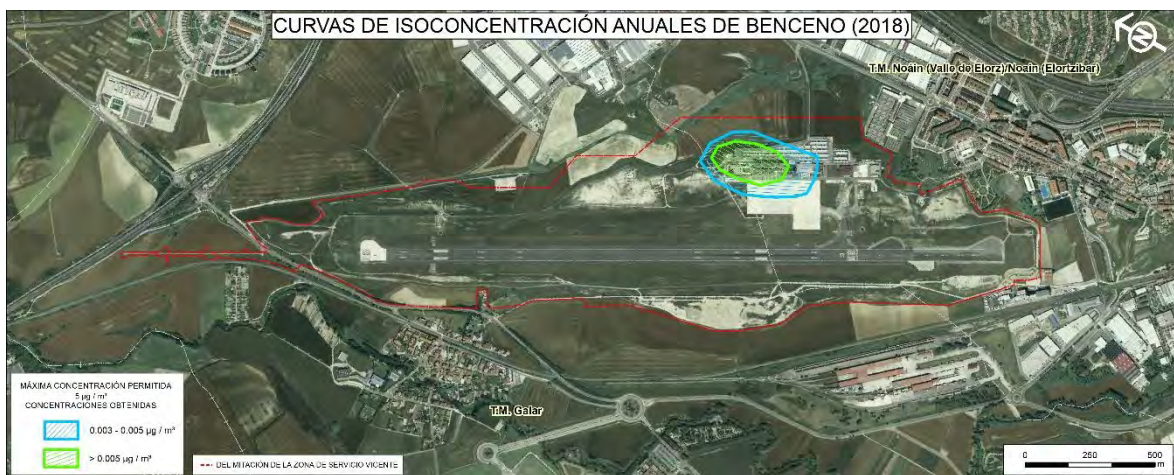 CURVAS DE ISOCONCENTRACIÓN ANUALES DE BENCENO (2018)
N
T.M. Noáin (Valle de Elorz)/Noain (Elortzibar)
T.M. Galar
MÁXIMA CONCENTRACIÓN PERMITIDA
5 µg / m³
CONCENTRACIONES OBTENIDAS
0.003 - 0.005 µg / m³
> 0.005 µg / m³
DELIMITACIÓN DE LA ZONA DE SERVICIO VICENTE
0 250 500
m